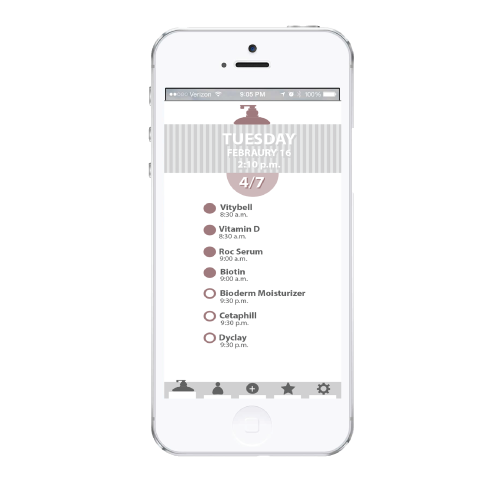 Verizon 9:05 PM 100%
TUESDAY
FEBRAURY 16
2:10 p.m.
4/7
Vitybell
8:30 a.m.
Vitamin D
8:30 a.m.
Roc Serum
9:00 a.m.
Biotin
9:00 a.m.
Bioderm Moisturizer
9:30 p.m.
Cetaphill
9:30 p.m.
Dyclay
9:30 p.m.